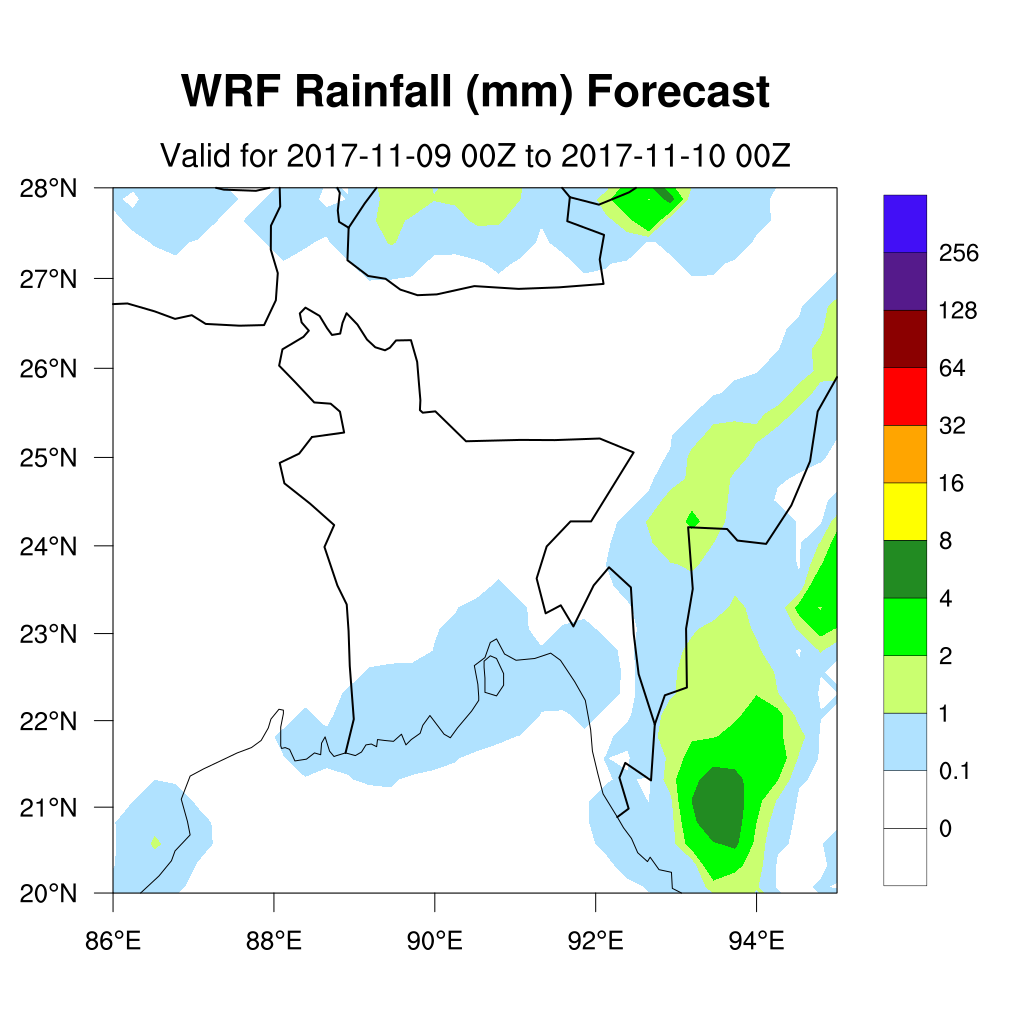 WRF Rainfall (mm) Forecast
Valid for 2017-11-09 00Z to 2017-11-10 00Z
28°N
27°N
26°N
25°N
24°N
23°N
22°N
21°N
20°N
86°E 88°E 90°E 92°E 94°E
256
128
64
32
16
8
4
2
1
0.1
0